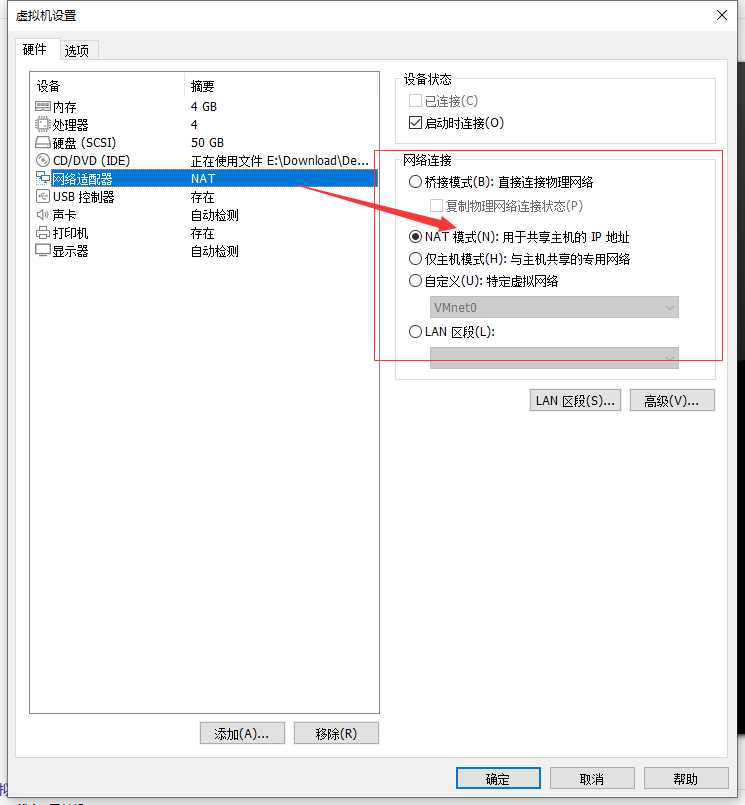 虚拟机设置
硬件 选项
设备 摘要
内存 4 GB
处理器 4
硬盘 (SCSI) 50 GB
CD/DVD (IDE) 正在使用文件 E:\Download\De...
网络适配器 NAT
USB 控制器 存在
声卡 自动检测
打印机 存在
显示器 自动检测
添加(A)... 移除(R)
设备状态
已连接(C)
启动时连接(O)
网络连接
桥接模式(B): 直接连接物理网络
复制物理网络连接状态(P)
NAT 模式(N): 用于共享主机的 IP 地址
仅主机模式(H): 与主机共享的专用网络
自定义(U): 特定虚拟网络
VMnet0
LAN 区段(L):
LAN 区段(S)... 高级(V)...
确定 取消 帮助